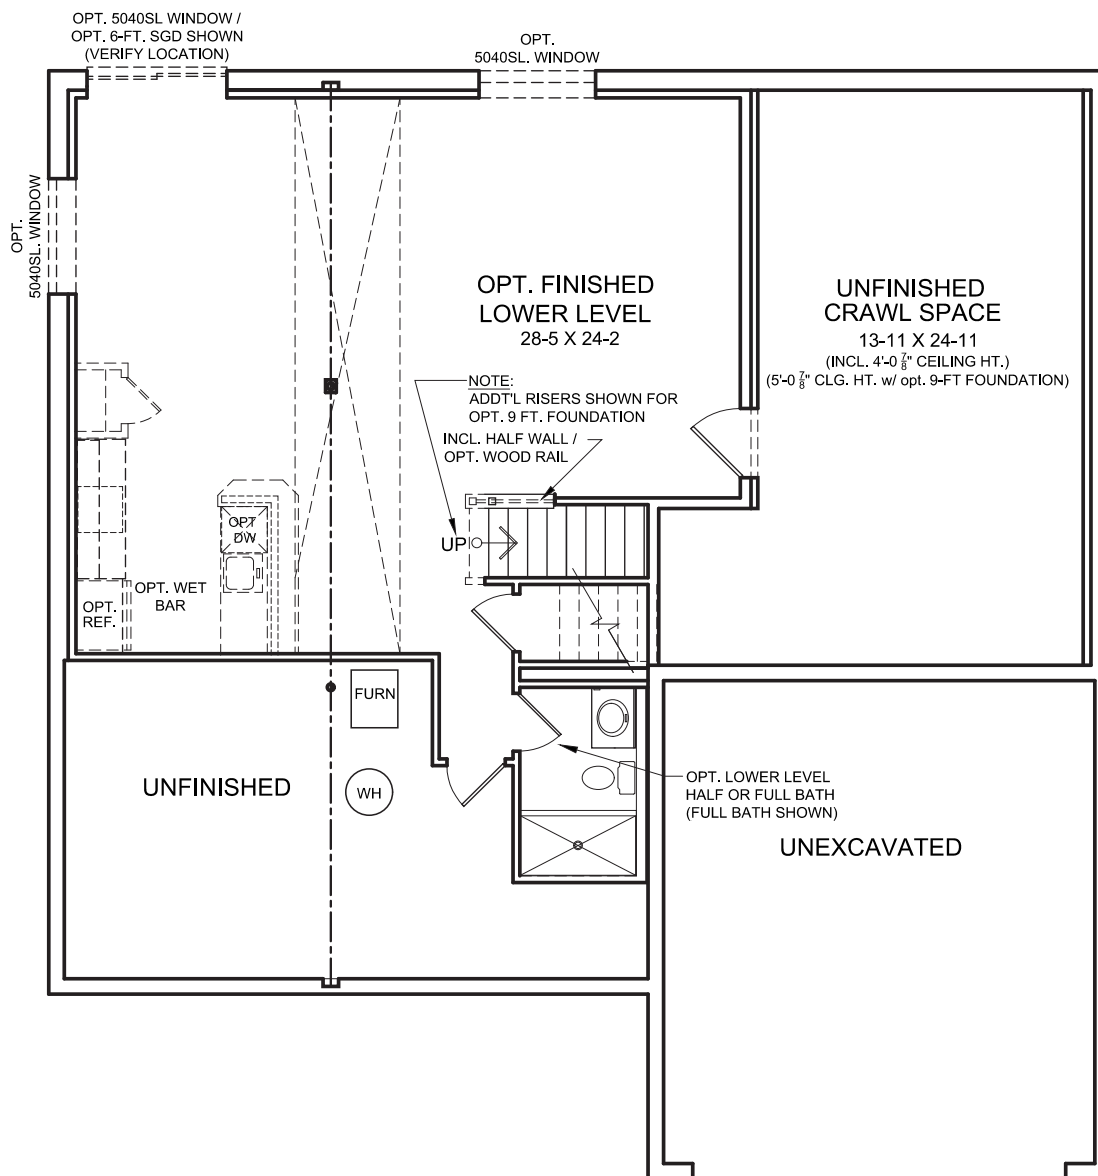 OPT. 5040SL WINDOW /
OPT. 6-FT. SGD SHOWN
(VERIFY LOCATION)
OPT.
5040SL. WINDOW
OPT.
5040SL. WINDOW
OPT. FINISHED
LOWER LEVEL
28-5 X 24-2
UNFINISHED
CRAWL SPACE
13-11 X 24-11
(INCL. 4'-0 7/8" CEILING HT.)
(5'-0 7/8" CLG. HT. w/ opt. 9-FT FOUNDATION)
NOTE:
ADDT'L RISERS SHOWN FOR
OPT. 9 FT. FOUNDATION
INCL. HALF WALL /
OPT. WOOD RAIL
UP
OPT
DW
OPT. WET
BAR
OPT.
REF.
FURN
UNFINISHED
WH
OPT. LOWER LEVEL
HALF OR FULL BATH
(FULL BATH SHOWN)
UNEXCAVATED